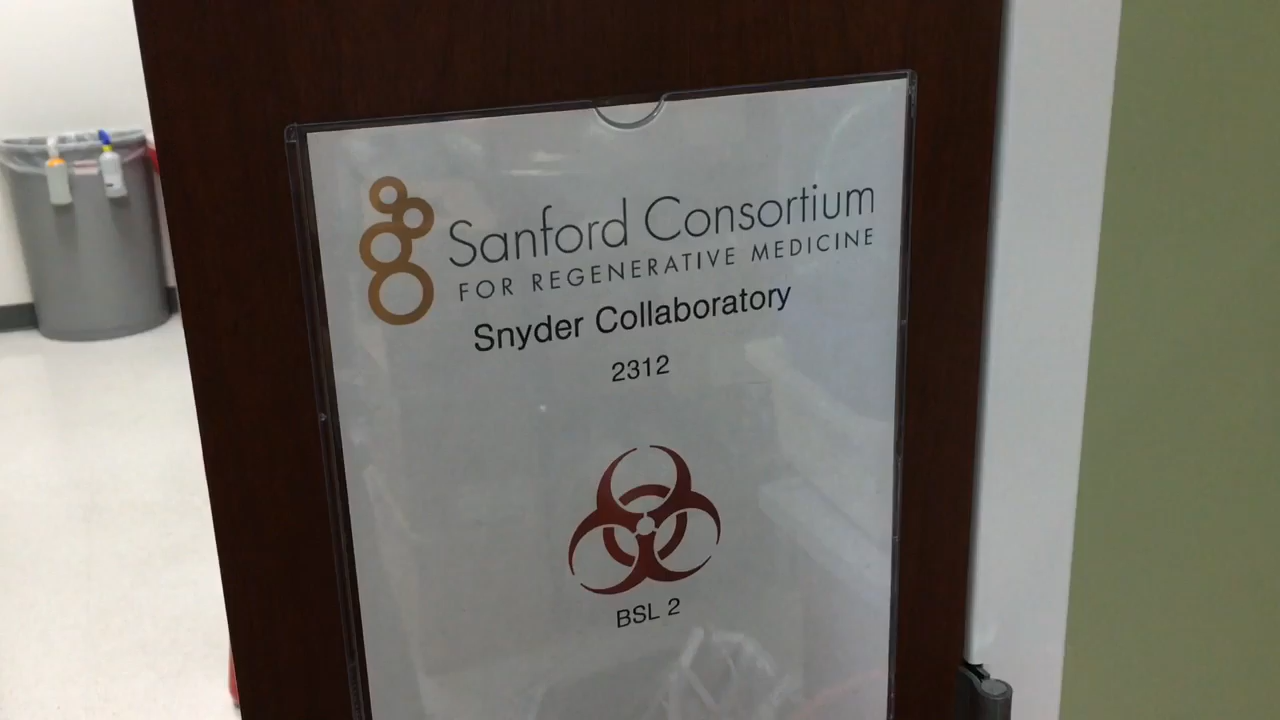 Sanford Consortium
FOR REGENERATIVE MEDICINE
Snyder Collaboratory
2312
BSL 2